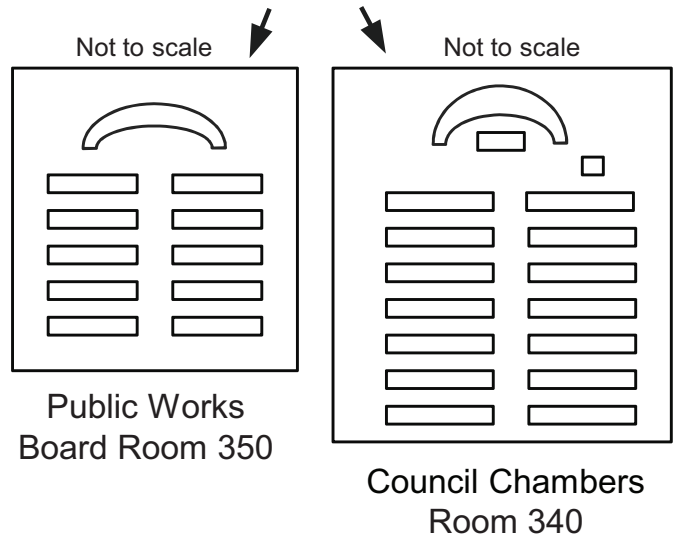 Not to scale
Public Works
Board Room 350
Not to scale
Council Chambers
Room 340